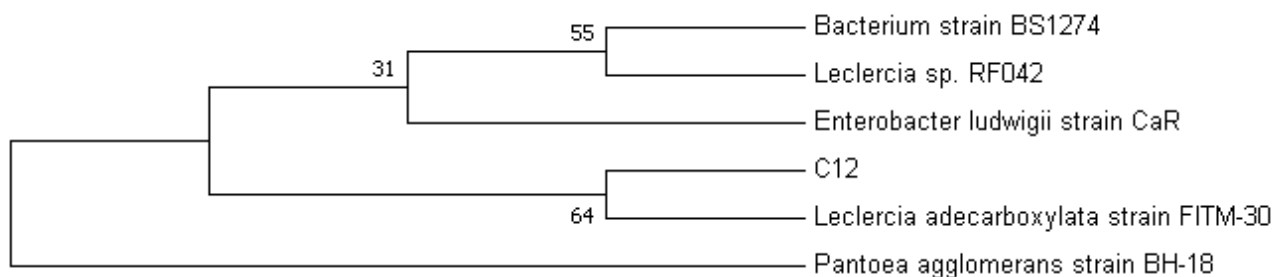 55
Bacterium strain BS1274
31
Leclercia sp. RF042
Enterobacter ludwigii strain CaR
C12
64
Leclercia adecarboxylata strain FITM-30
Pantoea agglomerans strain BH-18